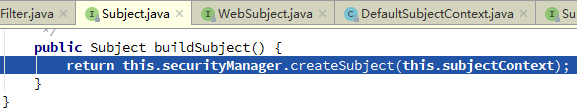 Filter.java
Subject.java
WebSubject.java
DefaultSubjectContext.java
Su
*/
public Subject buildSubject() {
return this.securityManager.createSubject(this.subjectContext);
}
}